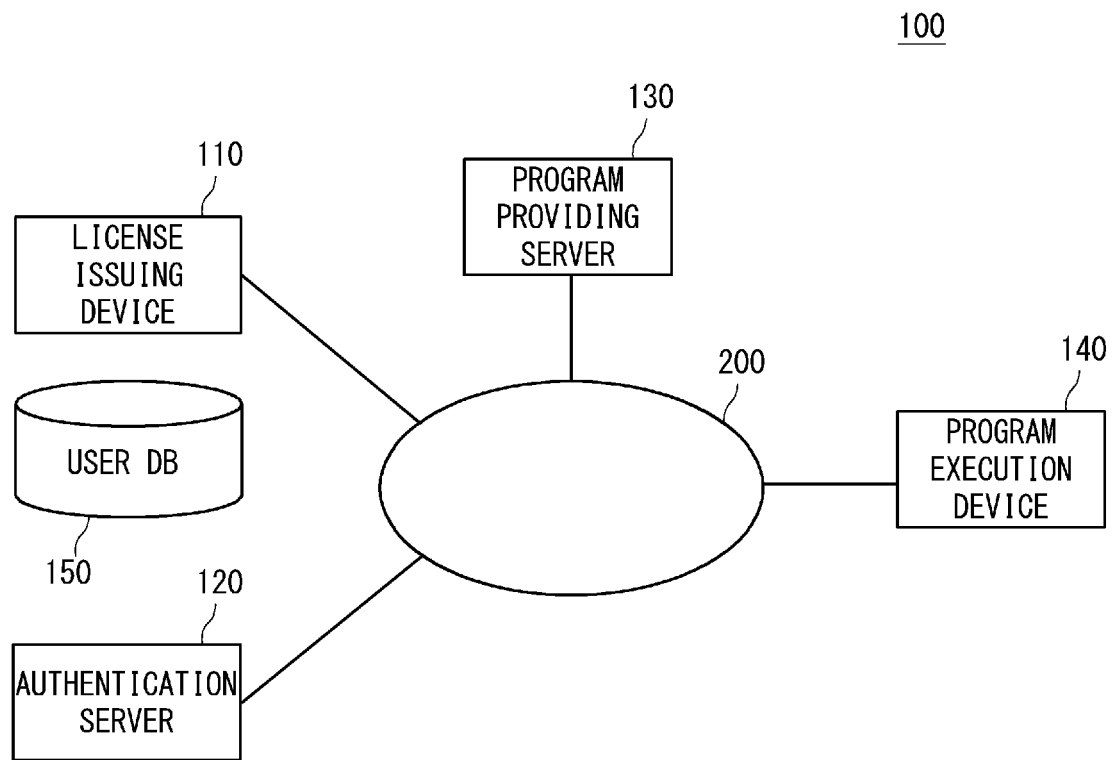 100
130
PROGRAM
PROVIDING
SERVER
110
LICENSE
ISSUING
DEVICE
200
140
PROGRAM
EXECUTION
DEVICE
USER DB
150
120
AUTHENTICATION
SERVER